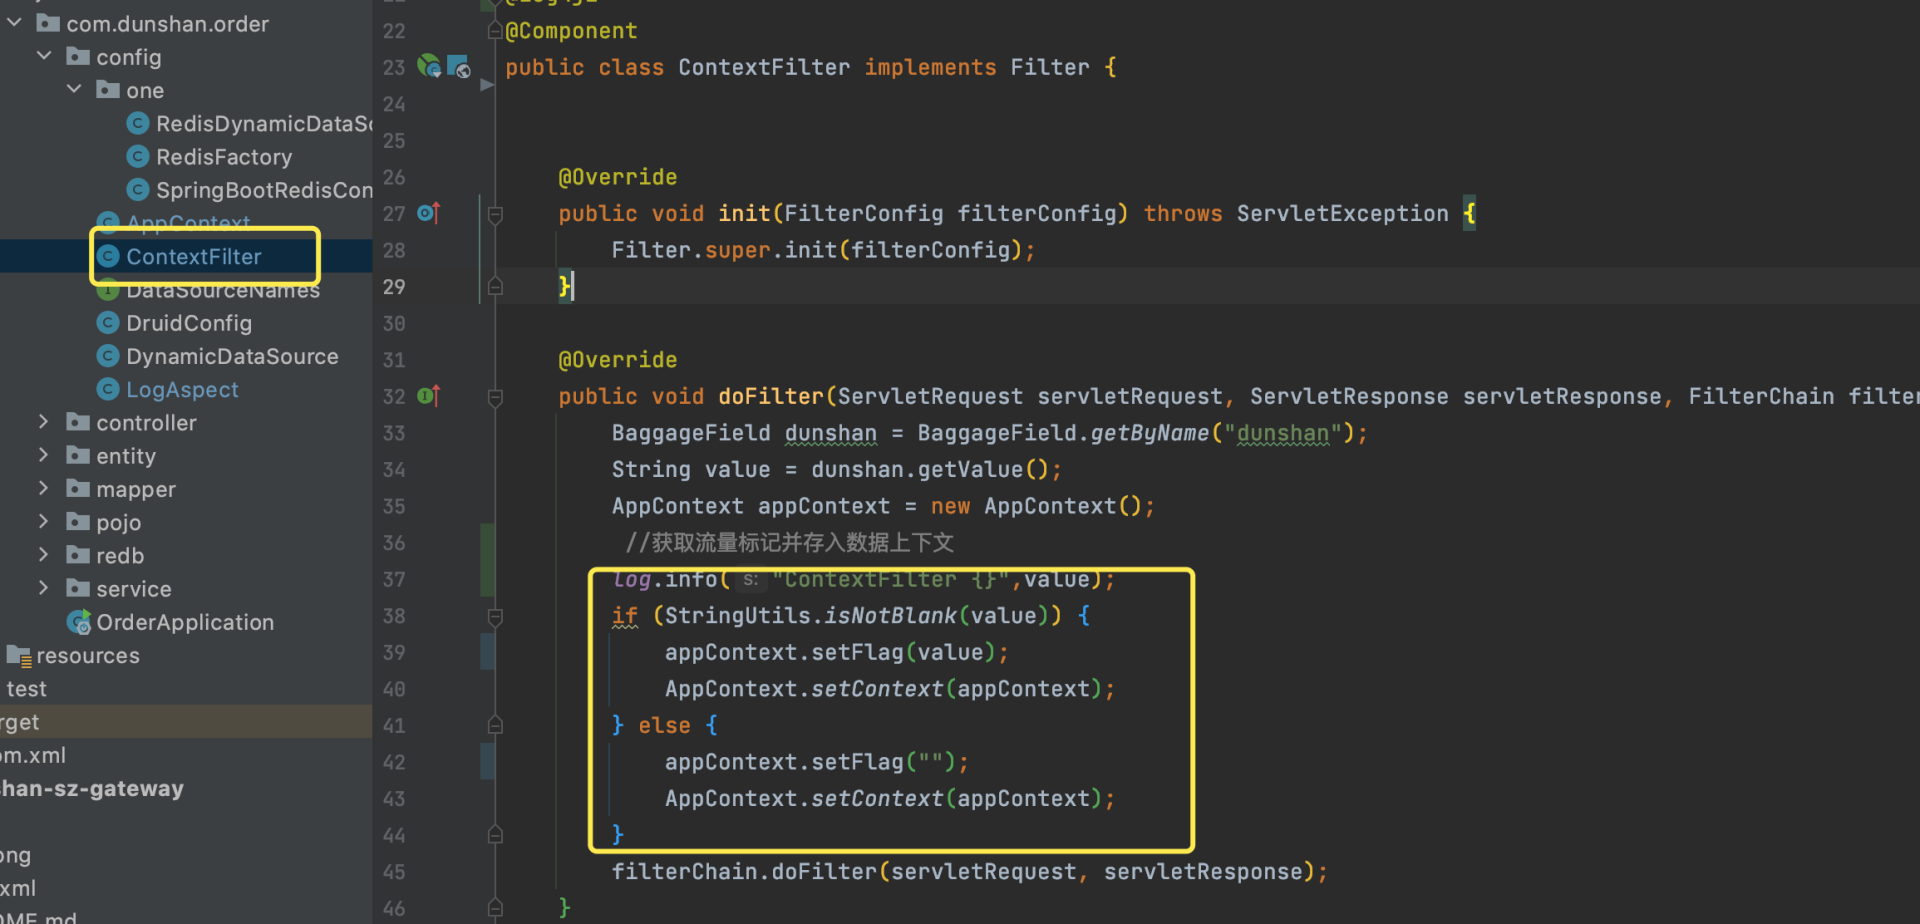 com.dunshan.order
config
one
RedisDynamicDataSo
RedisFactory
SpringBootRedisCon
AppContext
ContextFilter
DataSourceNames
DruidConfig
DynamicDataSource
LogAspect
controller
entity
mapper
pojo
redb
service
OrderApplication
resources
test
rget
om.xml
shan-sz-gateway
ong
xml
OME.md
22 @Component
23 public class ContextFilter implements Filter {
24
25
26 @Override
27 public void init(FilterConfig filterConfig) throws ServletException {
28 Filter.super.init(filterConfig);
29 }
30
31 @Override
32 public void doFilter(ServletRequest servletRequest, ServletResponse servletResponse, FilterChain filter
33 BaggageField dunshan = BaggageField.getByName("dunshan");
34 String value = dunshan.getValue();
35 AppContext appContext = new AppContext();
36 //获取流量标记并存入数据上下文
37 log.info( s: "ContextFilter {}",value);
38 if (StringUtils.isNotBlank(value)) {
39 appContext.setFlag(value);
40 AppContext.setContext(appContext);
41 } else {
42 appContext.setFlag("");
43 AppContext.setContext(appContext);
44 }
45 filterChain.doFilter(servletRequest, servletResponse);
46 }